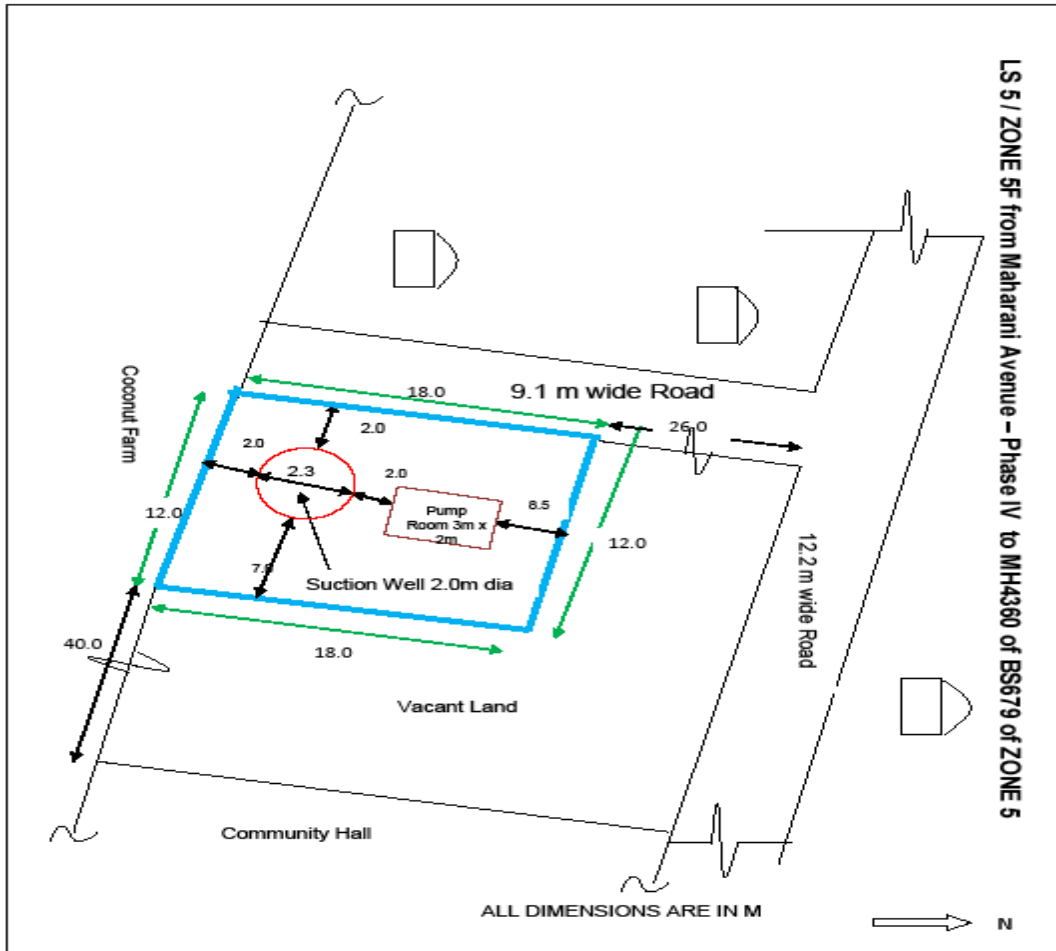 LS 5 / ZONE 5F from Maharani Avenue – Phase IV to MH4360 of BS679 of ZONE 5
9.1 m wide Road
18.0
26.0
Coconut Farm
2.0
2.0
2.3
2.0
8.5
Pump
Room 3m x
2m
12.0
12.0
7.0
Suction Well 2.0m dia
12.2 m wide Road
40.0
18.0
Vacant Land
Community Hall
ALL DIMENSIONS ARE IN M
N